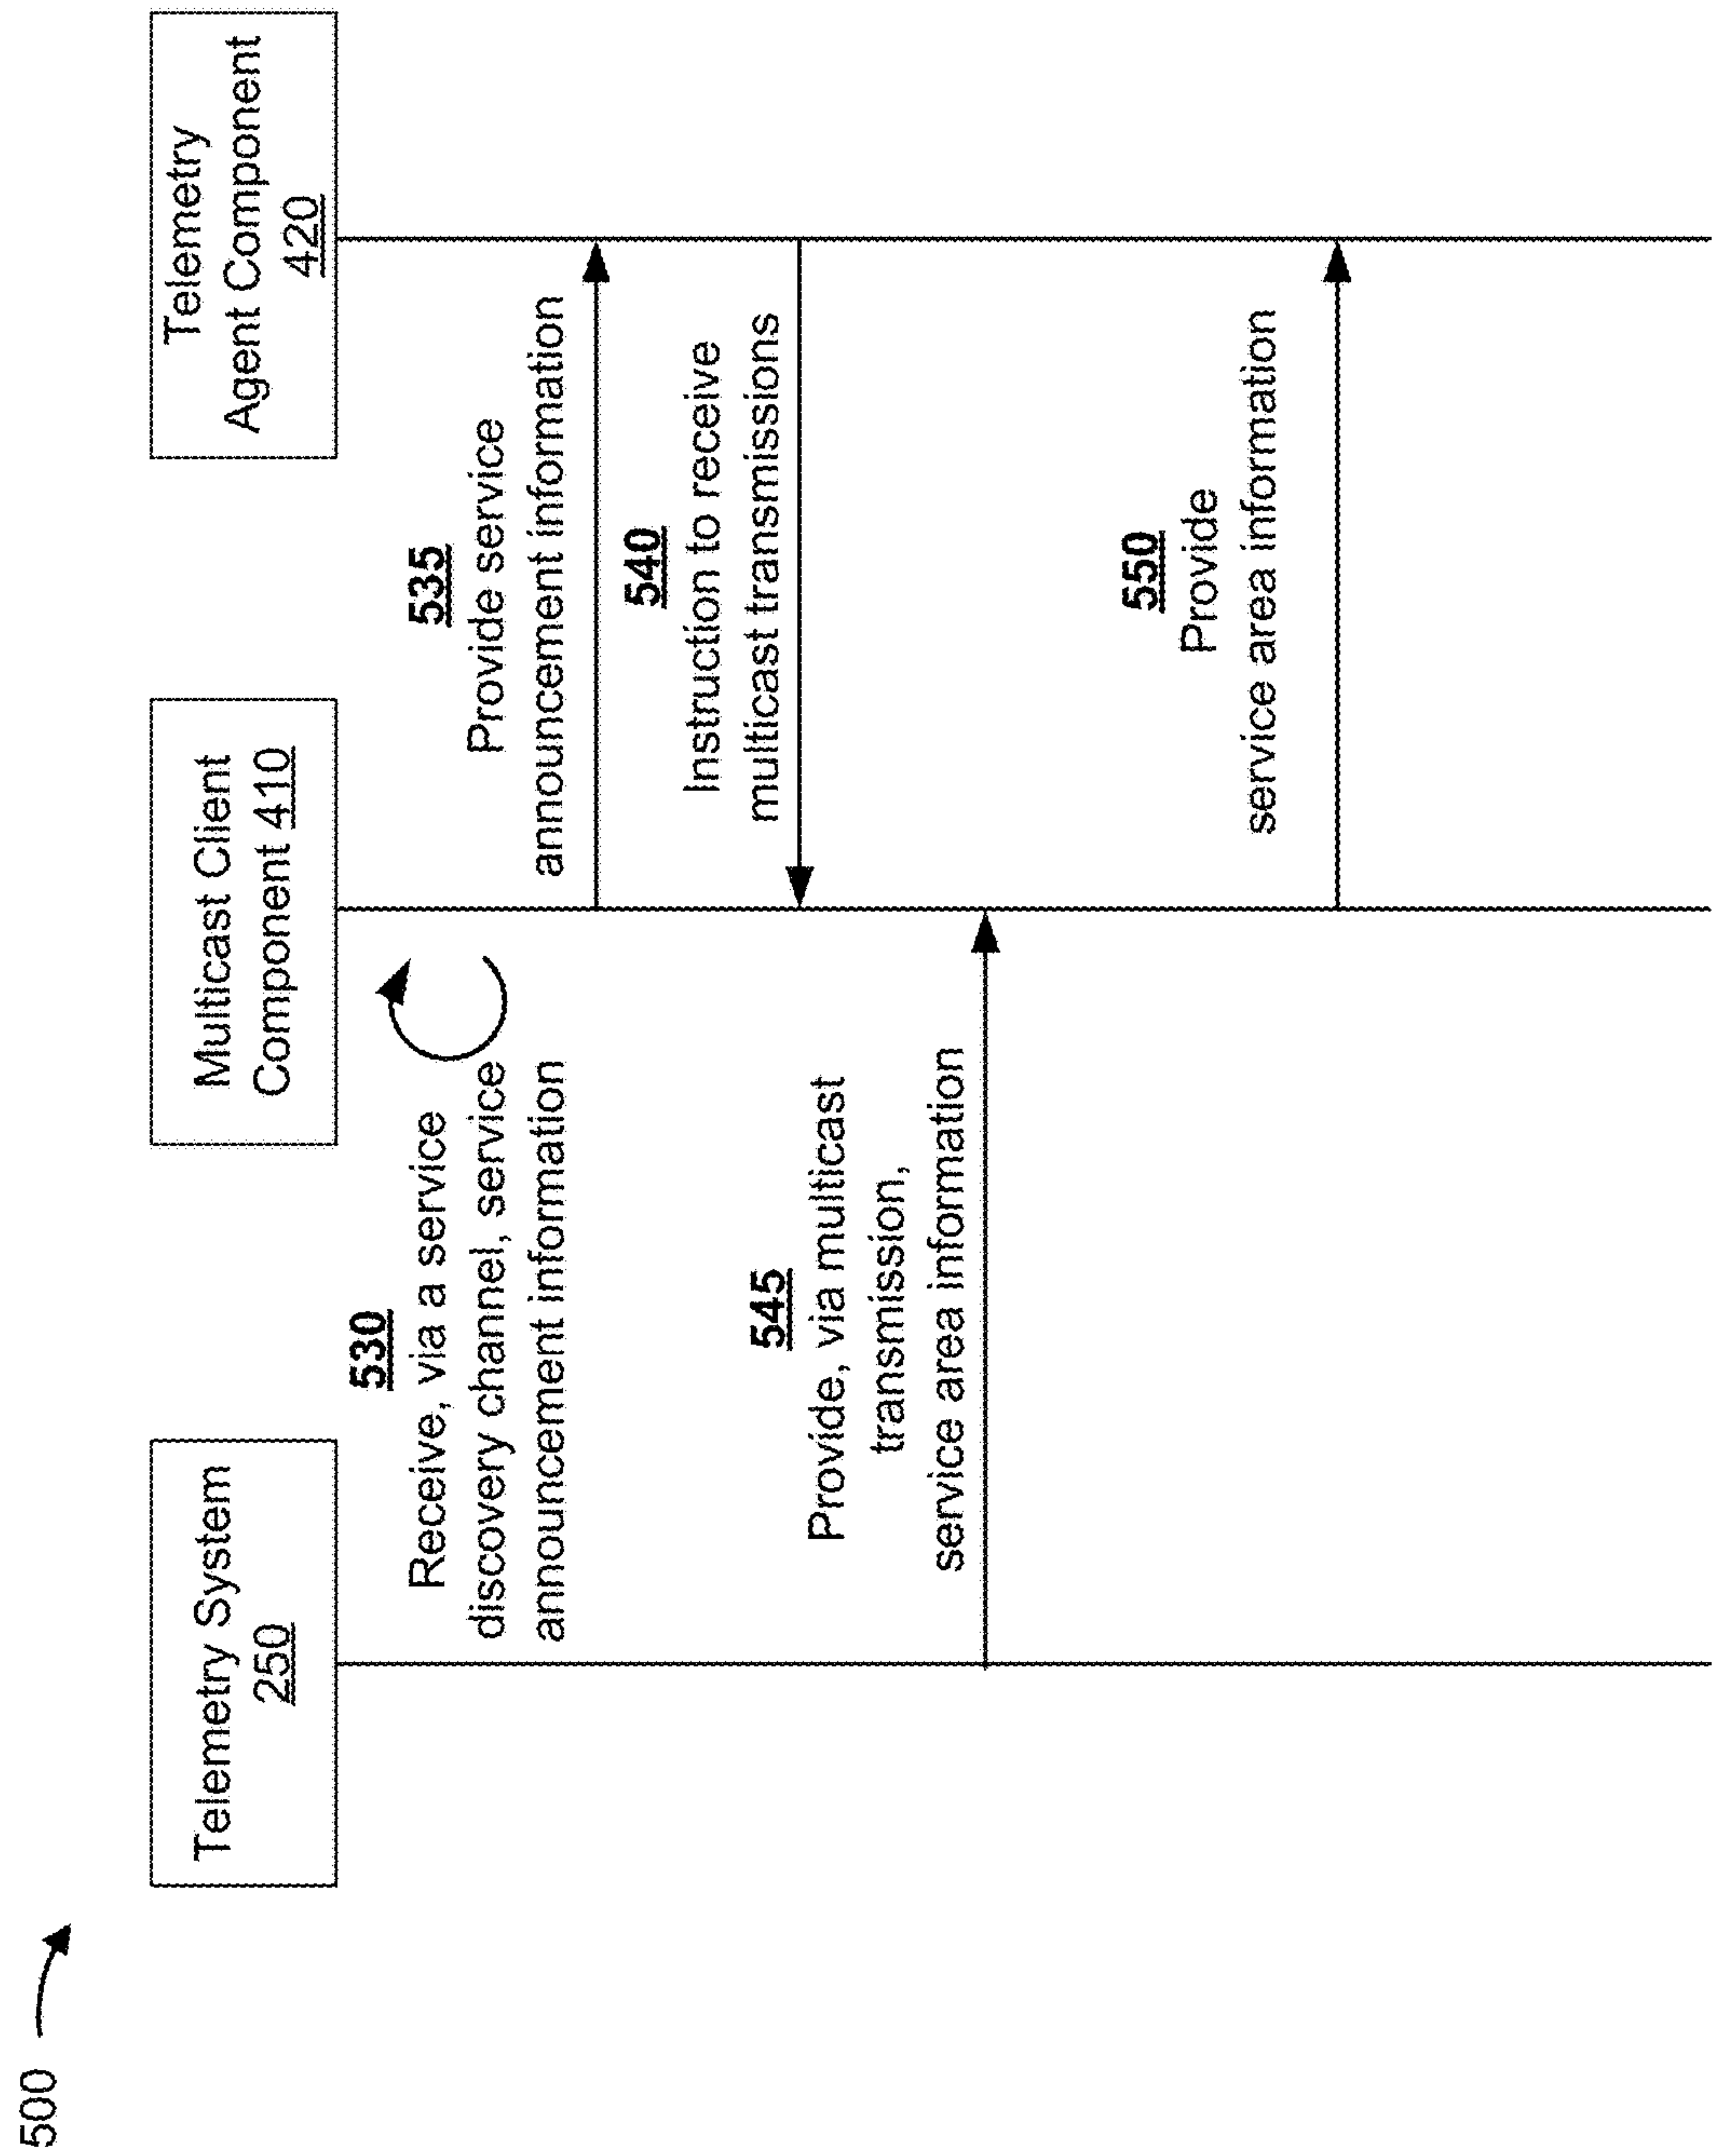 500
Telemetry System
250
Multicast Client
Component 410
Telemetry
Agent Component
420
530
Receive, via a service
discovery channel, service
announcement information
535
Provide service
announcement information
540
Instruction to receive
multicast transmissions
545
Provide, via multicast
transmission,
service area information
550
Provide
service area information